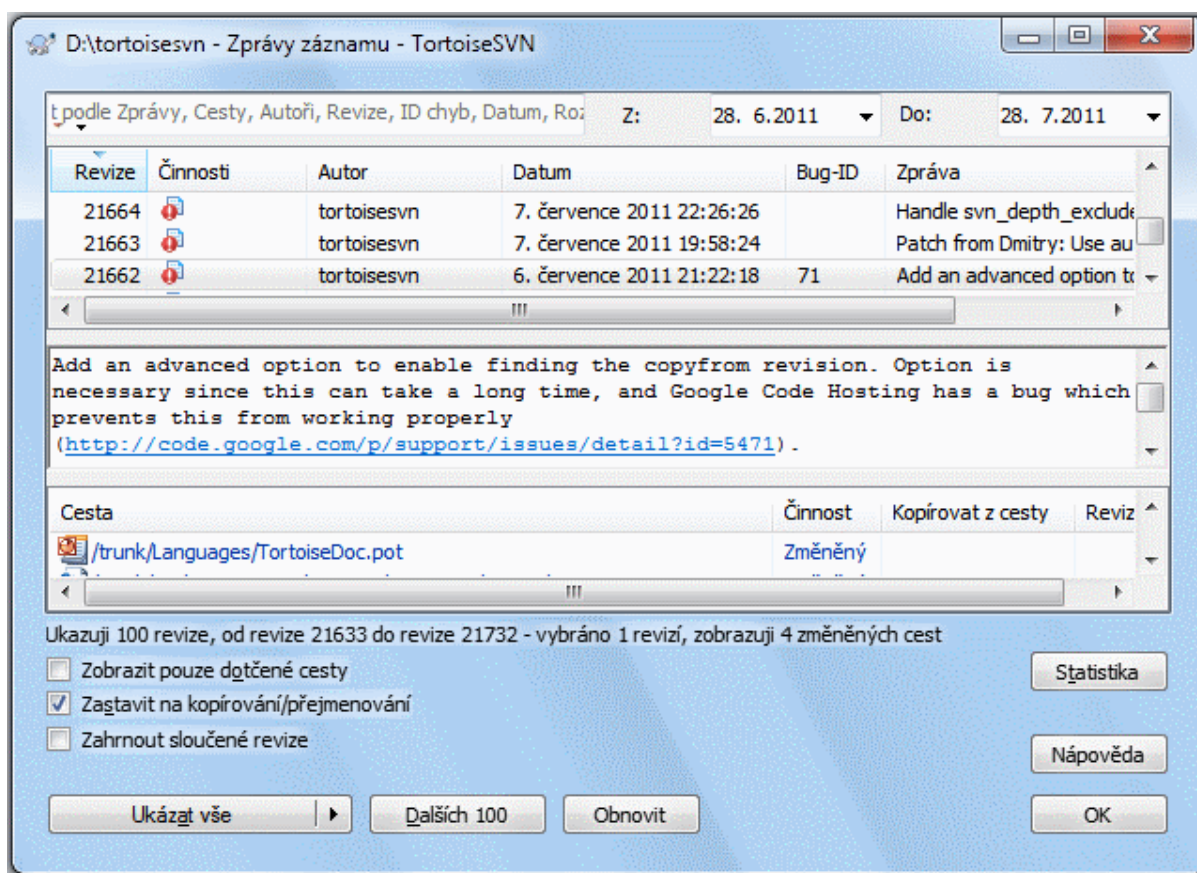 D:\tortoisesvn - Zprávy záznamu - TortoiseSVN
podle Zprávy, Cesty, Autoři, Revize, ID chyb, Datum, Z: 28. 6.2011 Do: 28. 7.2011
Revize Činnosti Autor Datum Bug-ID Zpráva
21664 tortoisesvn 7. července 2011 22:26:26 Handle svn_depth_exclude
21663 tortoisesvn 7. července 2011 19:58:24 Patch from Dmitry: Use au
21662 tortoisesvn 6. července 2011 21:22:18 71 Add an advanced option to
Add an advanced option to enable finding the copyfrom revision. Option is
necessary since this can take a long time, and Google Code Hosting has a bug which
prevents this from working properly
(http://code.google.com/p/support/issues/detail?id=5471).
Cesta Činnost Kopírovat z cesty Reviz
/trunk/Languages/TortoiseDoc.pot Změněný
Ukazuji 100 revize, od revize 21633 do revize 21732 - vybráno 1 revizí, zobrazuji 4 změněných cest
Zobrazit pouze dotčené cesty
Statistika
Zastavit na kopírování/přejmenování
Zahrnout sloučené revize
Nápověda
Ukázat vše Dalších 100 Obnovit OK